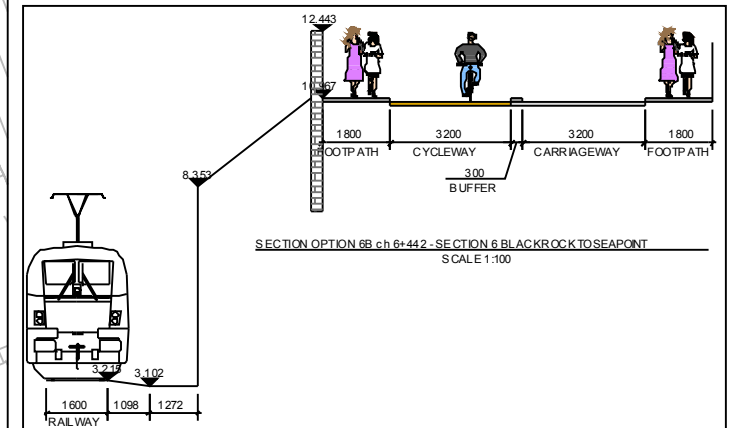 12.443
1800 3200 3200 1800
FOOTPATH CYCLEWAY CARRIAGEWAY FOOTPATH
300
BUFFER
8.353
SECTION OPTION 6B ch 6+442 - SECTION 6 BLACKROCK TO SEAPOINT
SCALE 1:100
3.215 3.102
1600 1098 1272
RAILWAY